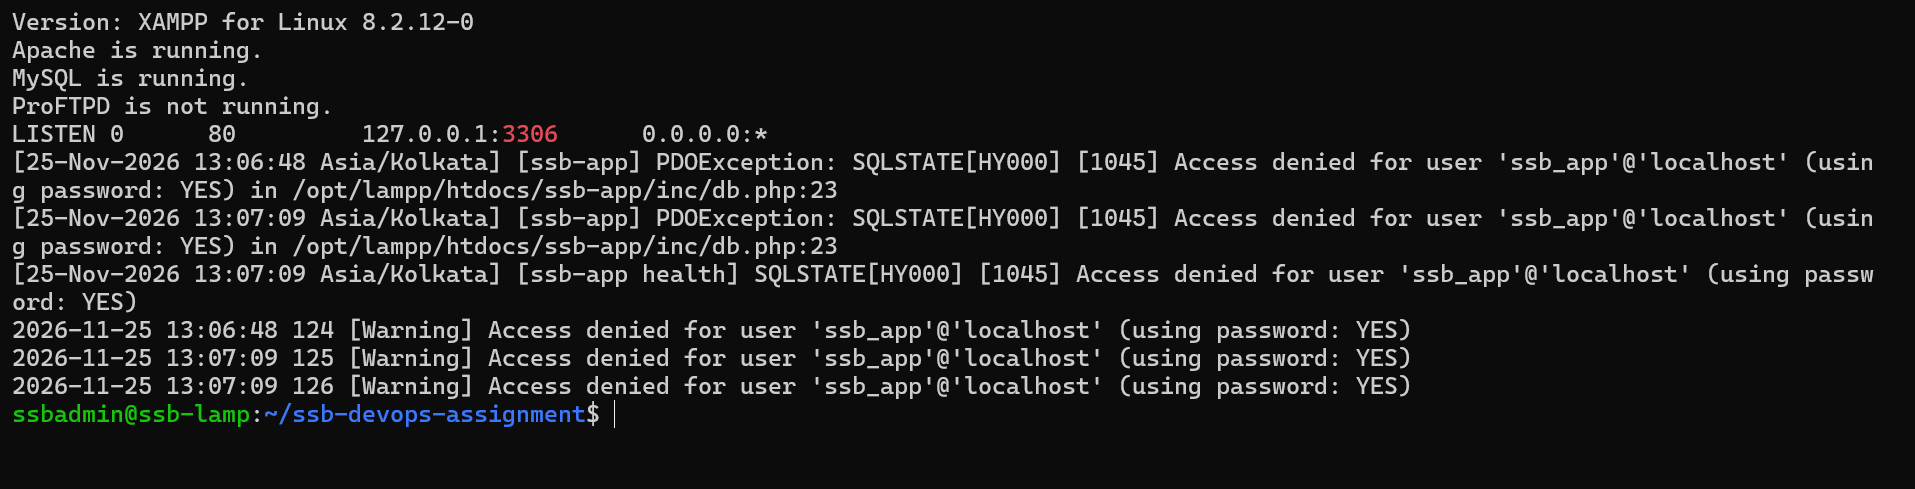 Version: XAMPP for Linux 8.2.12-0
Apache is running.
MySQL is running.
ProFTPD is not running.
LISTEN 0      80         127.0.0.1:3306      0.0.0.0:*
[25-Nov-2026 13:06:48 Asia/Kolkata] [ssb-app] PDOException: SQLSTATE[HY000] [1045] Access denied for user 'ssb_app'@'localhost' (usin
g password: YES) in /opt/lampp/htdocs/ssb-app/inc/db.php:23
[25-Nov-2026 13:07:09 Asia/Kolkata] [ssb-app] PDOException: SQLSTATE[HY000] [1045] Access denied for user 'ssb_app'@'localhost' (usin
g password: YES) in /opt/lampp/htdocs/ssb-app/inc/db.php:23
[25-Nov-2026 13:07:09 Asia/Kolkata] [ssb-app health] SQLSTATE[HY000] [1045] Access denied for user 'ssb_app'@'localhost' (using passw
ord: YES)
2026-11-25 13:06:48 124 [Warning] Access denied for user 'ssb_app'@'localhost' (using password: YES)
2026-11-25 13:07:09 125 [Warning] Access denied for user 'ssb_app'@'localhost' (using password: YES)
2026-11-25 13:07:09 126 [Warning] Access denied for user 'ssb_app'@'localhost' (using password: YES)
ssbadmin@ssb-lamp:~/ssb-devops-assignment$